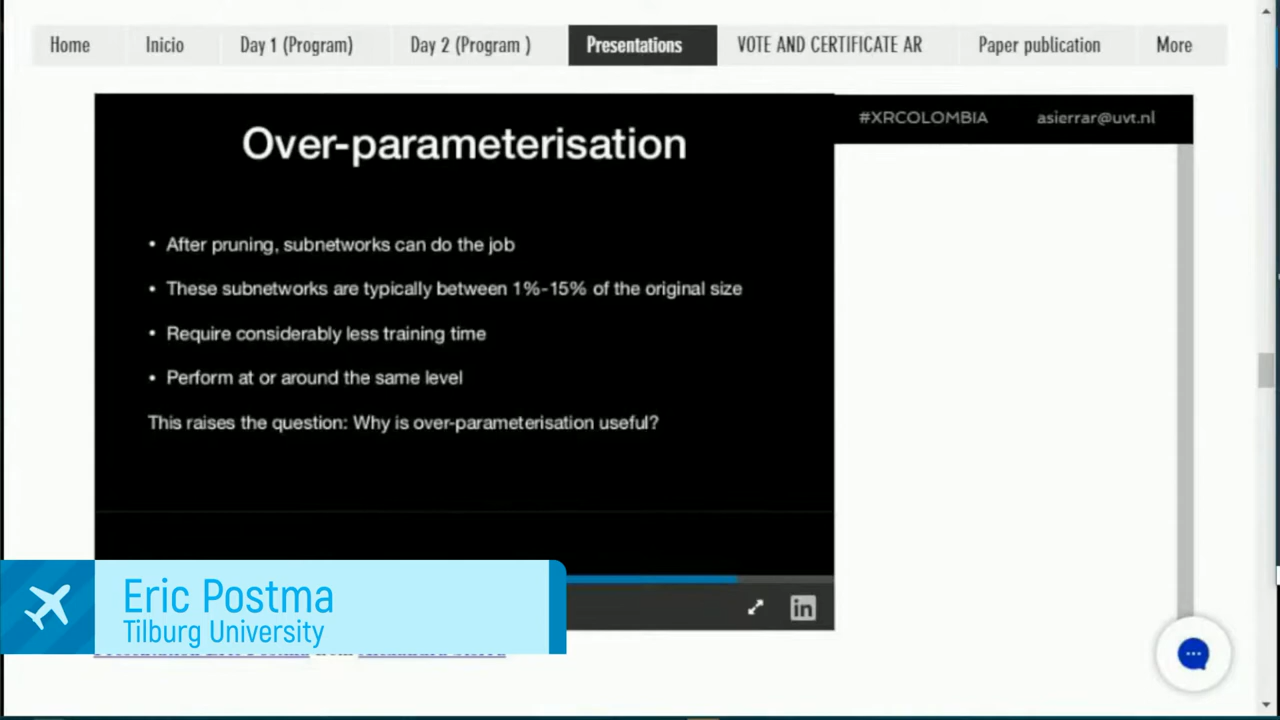 Home Inicio Day 1 (Program) Day 2 (Program ) Presentations VOTE AND CERTIFICATE AR Paper publication More
#XRCOLOMBIA asierrar@uvt.nl
Over-parameterisation
• After pruning, subnetworks can do the job
• These subnetworks are typically between 1%-15% of the original size
• Require considerably less training time
• Perform at or around the same level
This raises the question: Why is over-parameterisation useful?
in
Eric Postma
Tilburg University